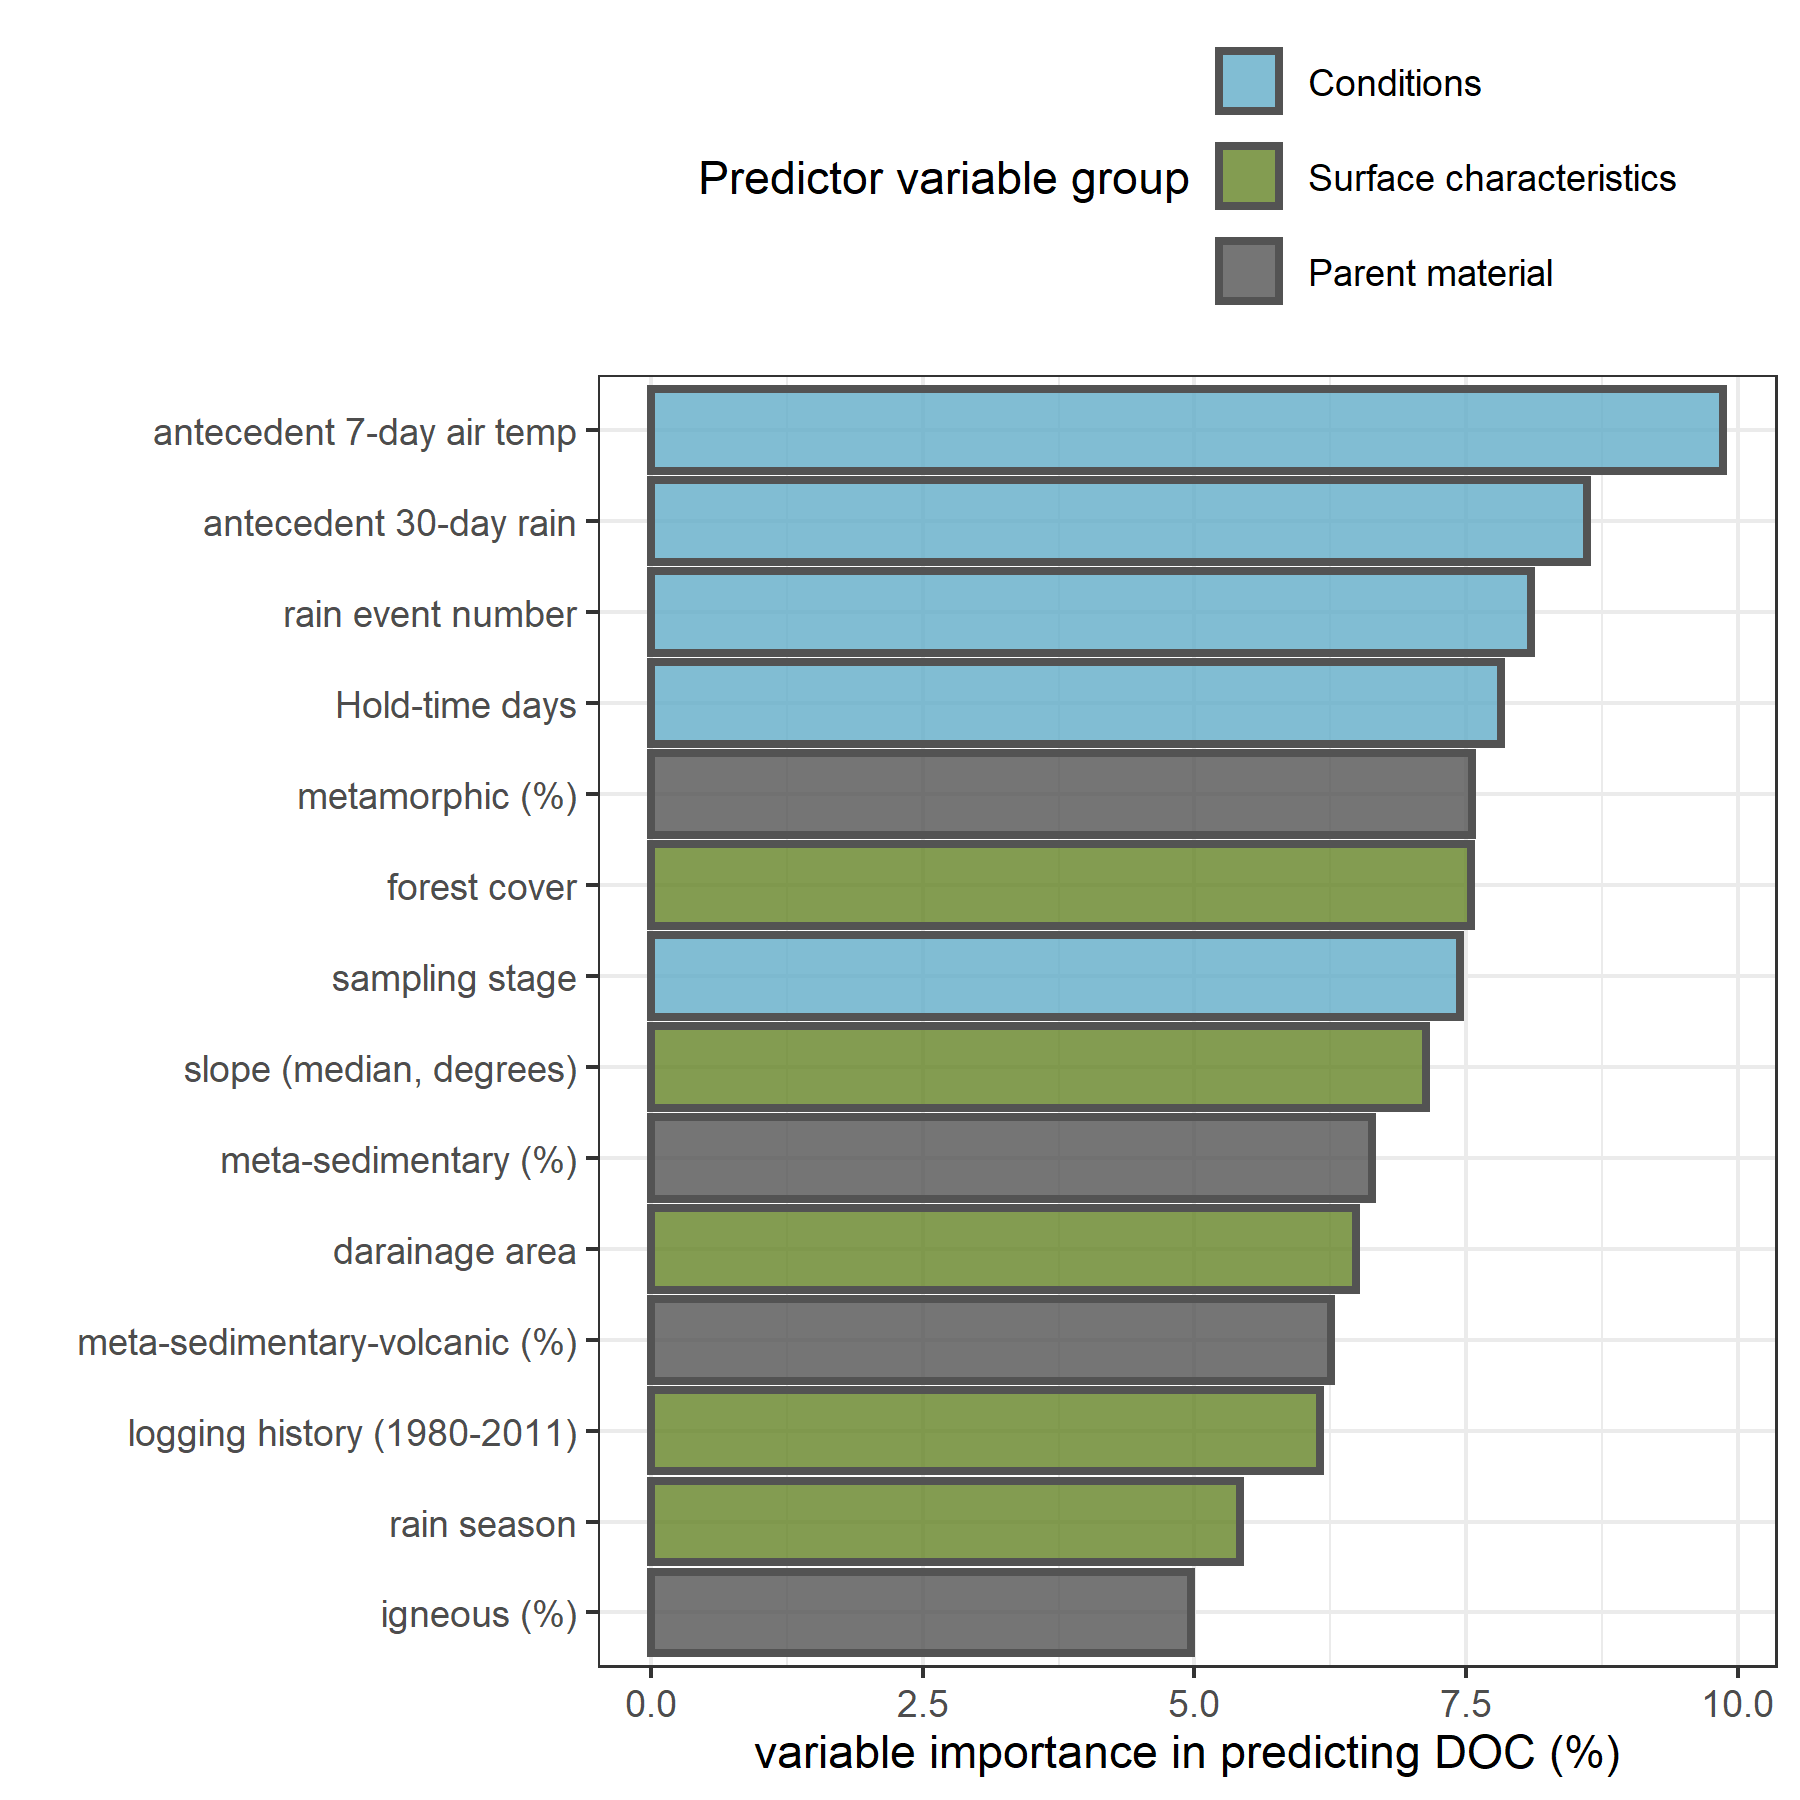 Conditions
Predictor variable group
Surface characteristics
Parent material
antecedent 7-day air temp
antecedent 30-day rain
rain event number
Hold-time days
metamorphic (%)
forest cover
sampling stage
slope (median, degrees)
meta-sedimentary (%)
darainage area
meta-sedimentary-volcanic (%)
logging history (1980-2011)
rain season
igneous (%)
0.0 2.5 5.0 7.5 10.0
variable importance in predicting DOC (%)